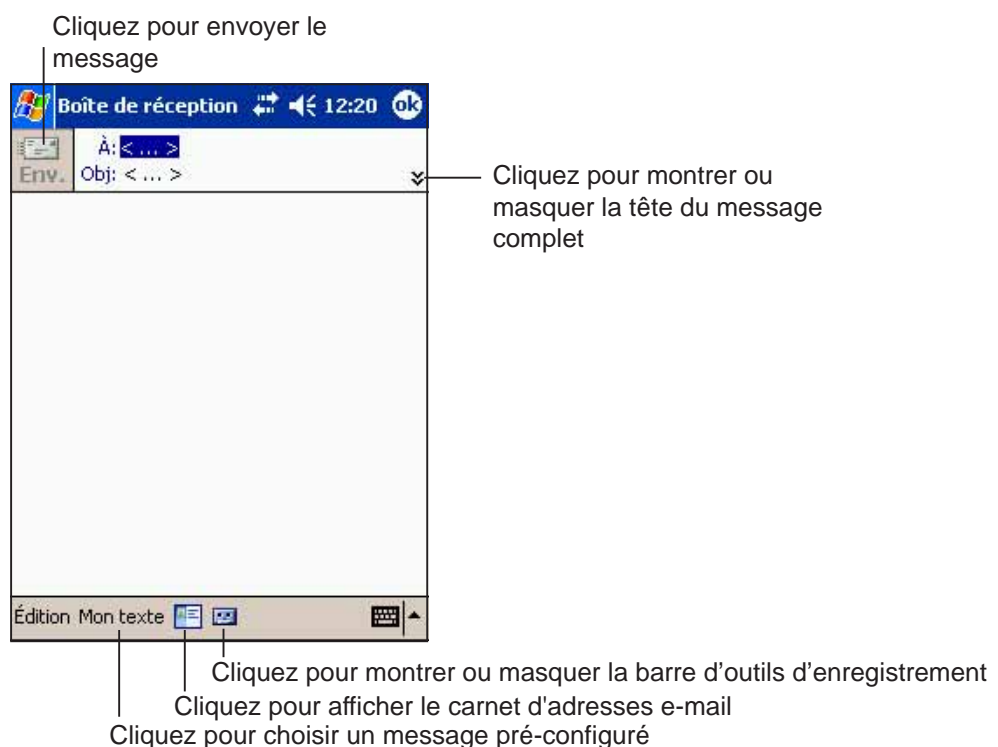 Cliquez pour envoyer le
message
Boîte de réception 12:20 ok
Env.
À: < ... >
Obj: < ... >
Cliquez pour montrer ou
masquer la tête du message
complet
Édition Mon texte
Cliquez pour montrer ou masquer la barre d’outils d’enregistrement
Cliquez pour afficher le carnet d'adresses e-mail
Cliquez pour choisir un message pré-configuré